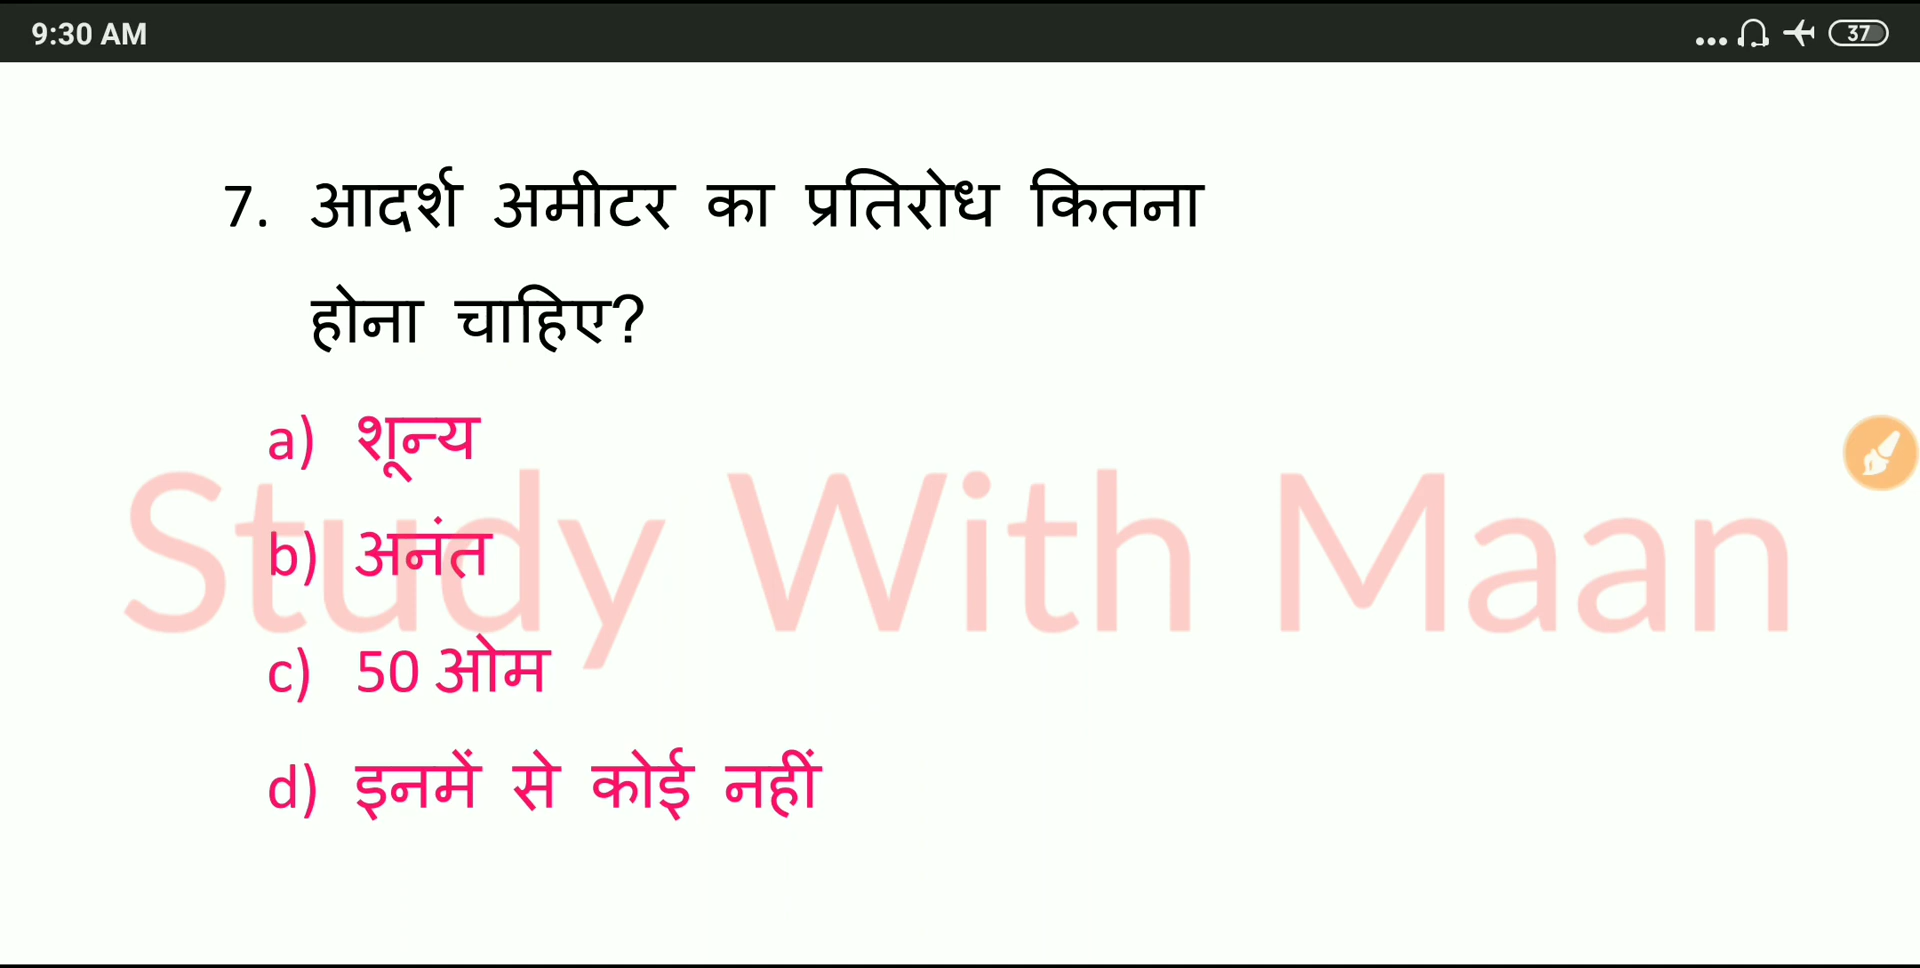 9:30 AM
37
7. आदर्श अमीटर का प्रतिरोध कितना
होना चाहिए?
a) शून्य
b) अनंत
Study With Maan
c) 50 ओम
d) इनमें से कोई नहीं